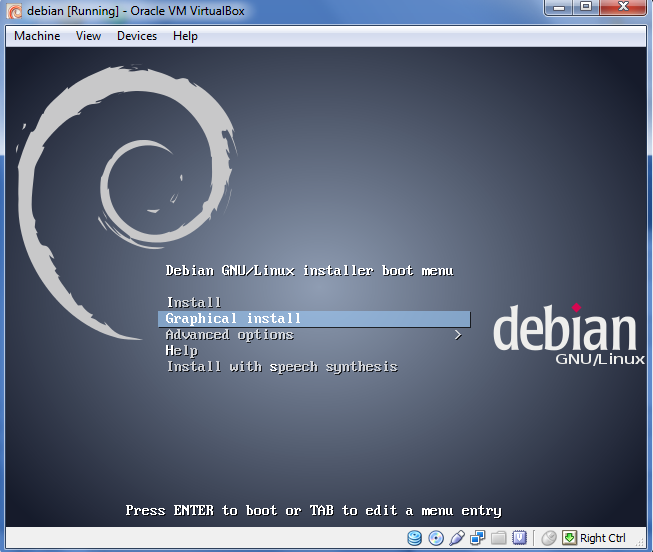 debian [Running] - Oracle VM VirtualBox
Machine View Devices Help
Debian GNU/Linux installer boot menu
Install
Graphical install
Advanced options >
Help
Install with speech synthesis
debian
GNU/Linux
Press ENTER to boot or TAB to edit a menu entry
Right Ctrl